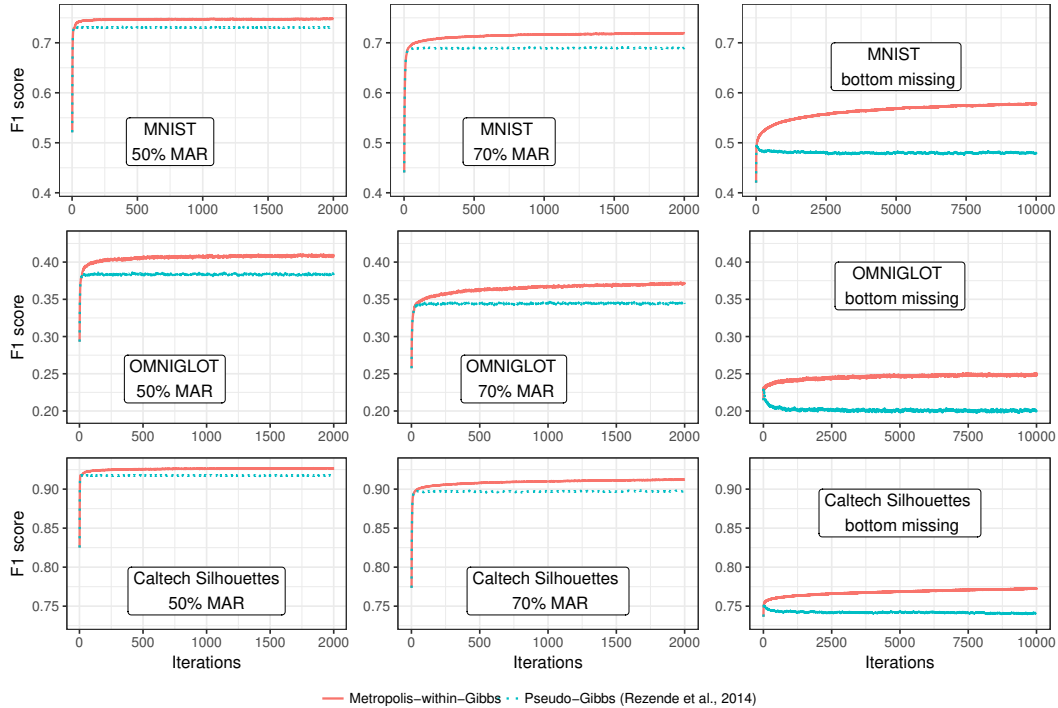 F1 score
0.7
0.6
0.5
0.4
MNIST
50% MAR
0 500 1000 1500 2000
0.7
0.6
0.5
0.4
MNIST
70% MAR
0 500 1000 1500 2000
0.7
0.6
0.5
0.4
MNIST
bottom missing
0 2500 5000 7500 10000
F1 score
0.40
0.35
0.30
0.25
0.20
OMNIGLOT
50% MAR
0 500 1000 1500 2000
0.40
0.35
0.30
0.25
0.20
OMNIGLOT
70% MAR
0 500 1000 1500 2000
0.40
0.35
0.30
0.25
0.20
OMNIGLOT
bottom missing
0 2500 5000 7500 10000
F1 score
0.90
0.85
0.80
0.75
Caltech Silhouettes
50% MAR
0 500 1000 1500 2000
Iterations
0.90
0.85
0.80
0.75
Caltech Silhouettes
70% MAR
0 500 1000 1500 2000
Iterations
0.90
0.85
0.80
0.75
Caltech Silhouettes
bottom missing
0 2500 5000 7500 10000
Iterations
Metropolis−within−Gibbs Pseudo−Gibbs (Rezende et al., 2014)